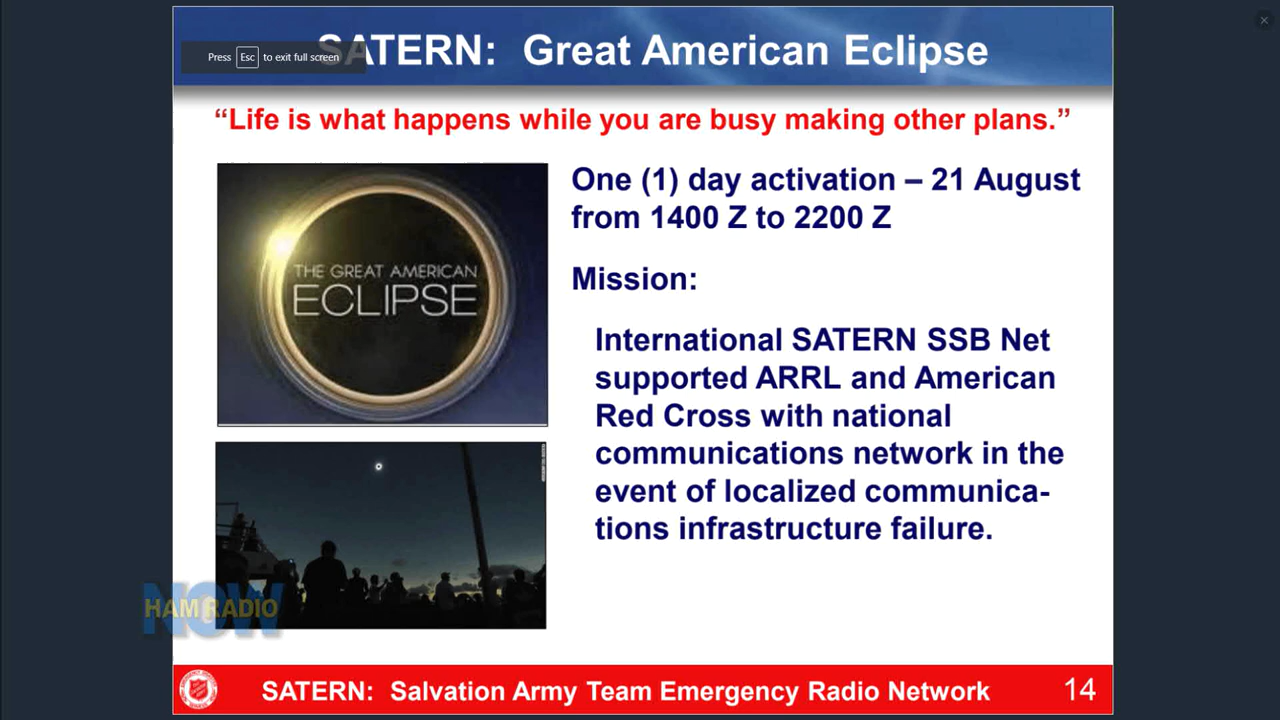 SATERN: Great American Eclipse
Press Esc to exit full screen
“Life is what happens while you are busy making other plans.”
THE GREAT AMERICAN
ECLIPSE
One (1) day activation – 21 August
from 1400 Z to 2200 Z
Mission:
International SATERN SSB Net
supported ARRL and American
Red Cross with national
communications network in the
event of localized communica-
tions infrastructure failure.
NOW
HAM RADIO
SATERN: Salvation Army Team Emergency Radio Network
14